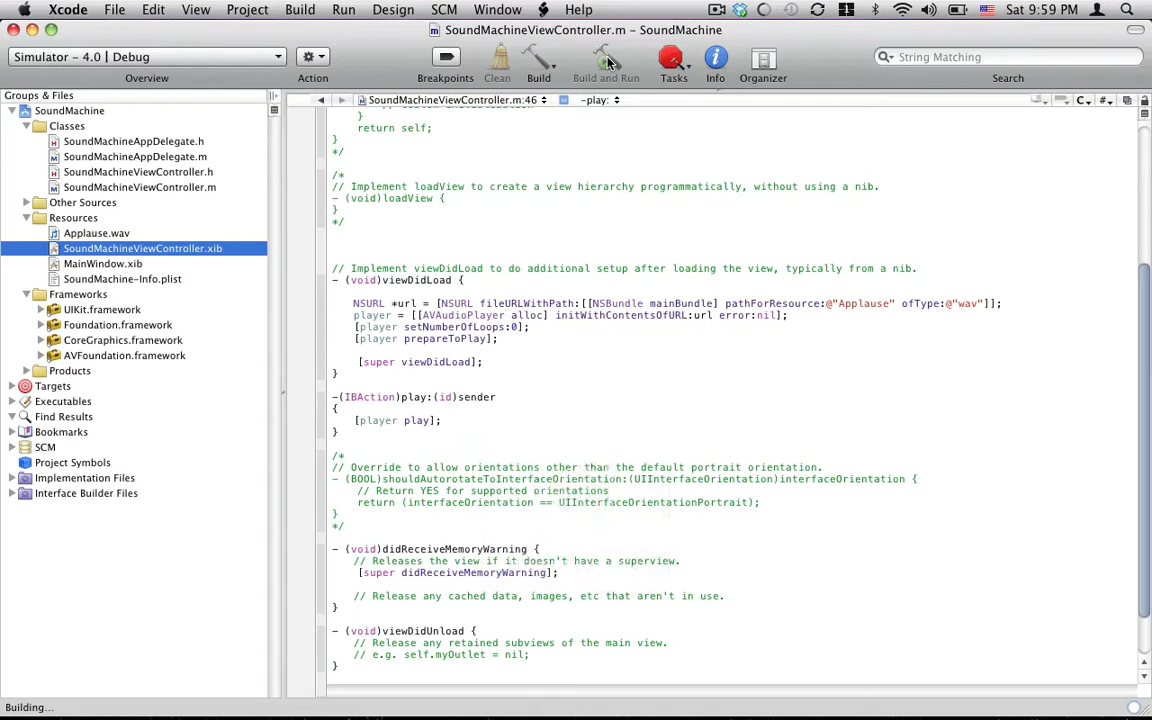 Xcode File Edit View Project Build Run Design SCM Window Help Sat 9:59 PM
SoundMachineViewController.m – SoundMachine
Simulator - 4.0 | Debug
String Matching
Overview Action Breakpoints Clean Build Build and Run Tasks Info Organizer Search
Groups & Files
SoundMachine
Classes
SoundMachineAppDelegate.h
SoundMachineAppDelegate.m
SoundMachineViewController.h
SoundMachineViewController.m
Other Sources
Resources
Applause.wav
SoundMachineViewController.xib
MainWindow.xib
SoundMachine-Info.plist
Frameworks
UIKit.framework
Foundation.framework
CoreGraphics.framework
AVFoundation.framework
Products
Targets
Executables
Find Results
Bookmarks
SCM
Project Symbols
Implementation Files
Interface Builder Files
SoundMachineViewController.m:46 -play: C #
}
return self;
}
*/
/*
// Implement loadView to create a view hierarchy programmatically, without using a nib.
- (void)loadView {
}
*/
// Implement viewDidLoad to do additional setup after loading the view, typically from a nib.
- (void)viewDidLoad {
NSURL *url = [NSURL fileURLWithPath:[[NSBundle mainBundle] pathForResource:@"Applause" ofType:@"wav"]];
player = [[AVAudioPlayer alloc] initWithContentsOfURL:url error:nil];
[player setNumberOfLoops:0];
[player prepareToPlay];
[super viewDidLoad];
}
-(IBAction)play:(id)sender
{
[player play];
}
/*
// Override to allow orientations other than the default portrait orientation.
- (BOOL)shouldAutorotateToInterfaceOrientation:(UIInterfaceOrientation)interfaceOrientation {
// Return YES for supported orientations
return (interfaceOrientation == UIInterfaceOrientationPortrait);
}
*/
- (void)didReceiveMemoryWarning {
// Releases the view if it doesn't have a superview.
[super didReceiveMemoryWarning];
// Release any cached data, images, etc that aren't in use.
}
- (void)viewDidUnload {
// Release any retained subviews of the main view.
// e.g. self.myOutlet = nil;
}
Building...